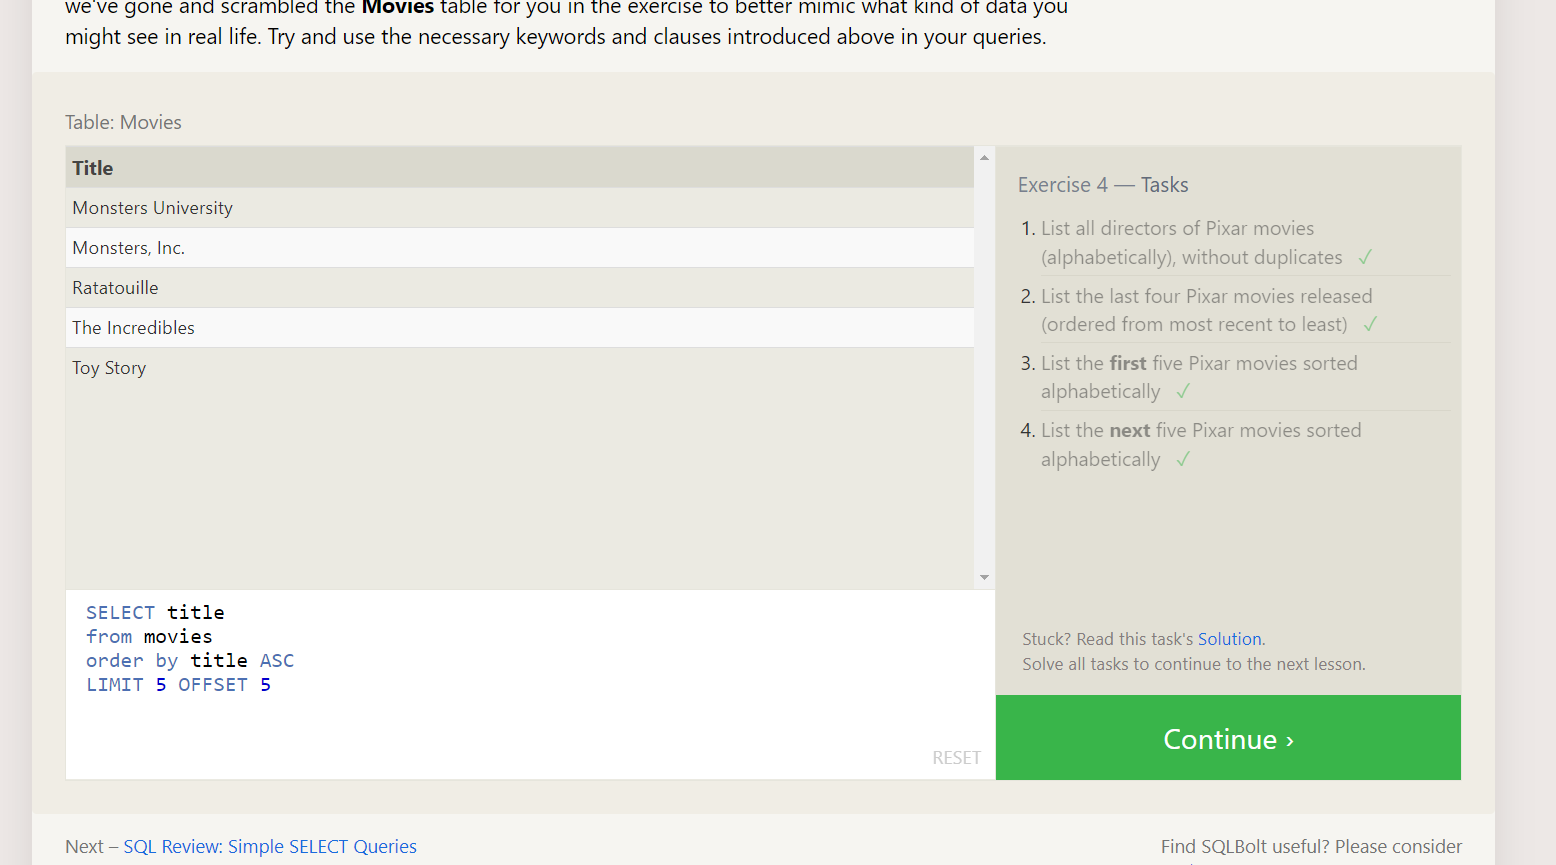 we've gone and scrambled the Movies table for you in the exercise to better mimic what kind of data you
might see in real life. Try and use the necessary keywords and clauses introduced above in your queries.
Table: Movies
Title
Monsters University
Monsters, Inc.
Ratatouille
The Incredibles
Toy Story
SELECT title
from movies
order by title ASC
LIMIT 5 OFFSET 5
RESET
Exercise 4 — Tasks
1. List all directors of Pixar movies
(alphabetically), without duplicates ✓
2. List the last four Pixar movies released
(ordered from most recent to least) ✓
3. List the first five Pixar movies sorted
alphabetically ✓
4. List the next five Pixar movies sorted
alphabetically ✓
Stuck? Read this task's Solution.
Solve all tasks to continue to the next lesson.
Continue ›
Next – SQL Review: Simple SELECT Queries
Find SQLBolt useful? Please consider